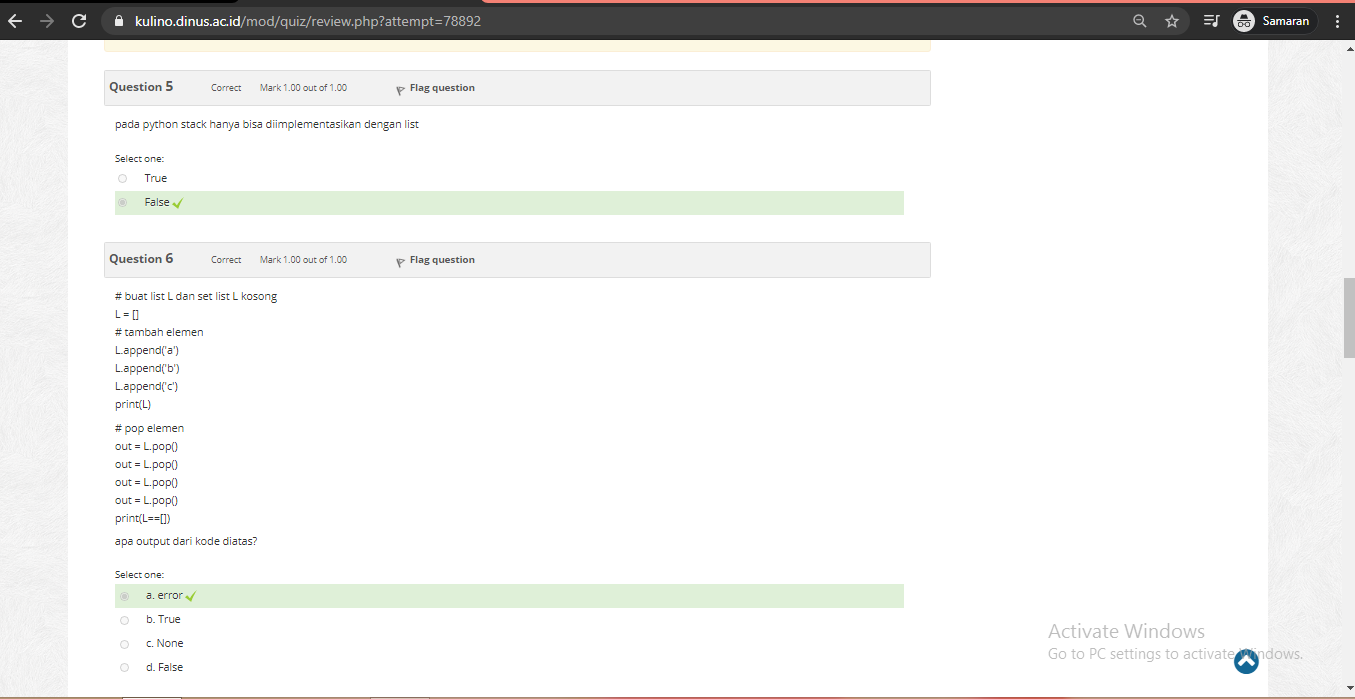 kulino.dinus.ac.id/mod/quiz/review.php?attempt=78892
Samaran
Question 5 Correct Mark 1.00 out of 1.00 Flag question
pada python stack hanya bisa diimplementasikan dengan list
Select one:
True
False
Question 6 Correct Mark 1.00 out of 1.00 Flag question
# buat list L dan set list L kosong
L = []
# tambah elemen
L.append('a')
L.append('b')
L.append('c')
print(L)
# pop elemen
out = L.pop()
out = L.pop()
out = L.pop()
out = L.pop()
print(L==[])
apa output dari kode diatas?
Select one:
a. error
b. True
c. None
d. False
Activate Windows
Go to PC settings to activate Windows.